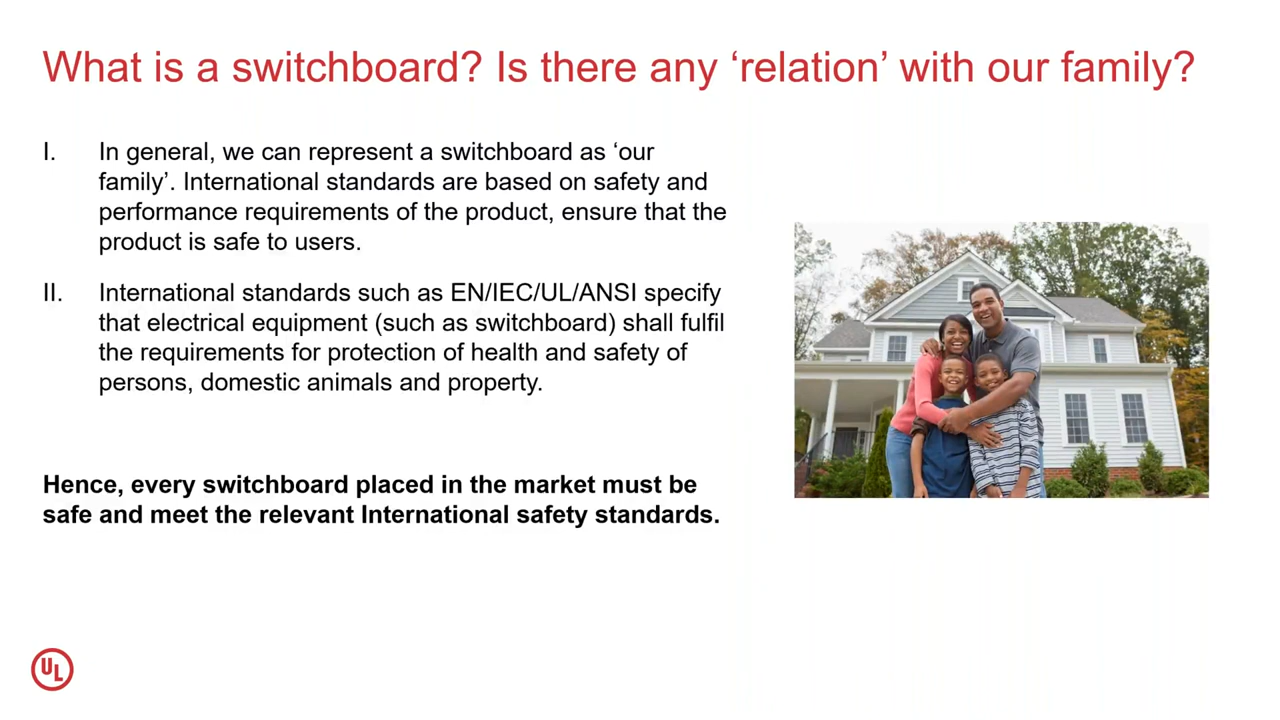 What is a switchboard? Is there any ‘relation’ with our family?
I. In general, we can represent a switchboard as ‘our
family’. International standards are based on safety and
performance requirements of the product, ensure that the
product is safe to users.
II. International standards such as EN/IEC/UL/ANSI specify
that electrical equipment (such as switchboard) shall fulfil
the requirements for protection of health and safety of
persons, domestic animals and property.
Hence, every switchboard placed in the market must be
safe and meet the relevant International safety standards.
UL